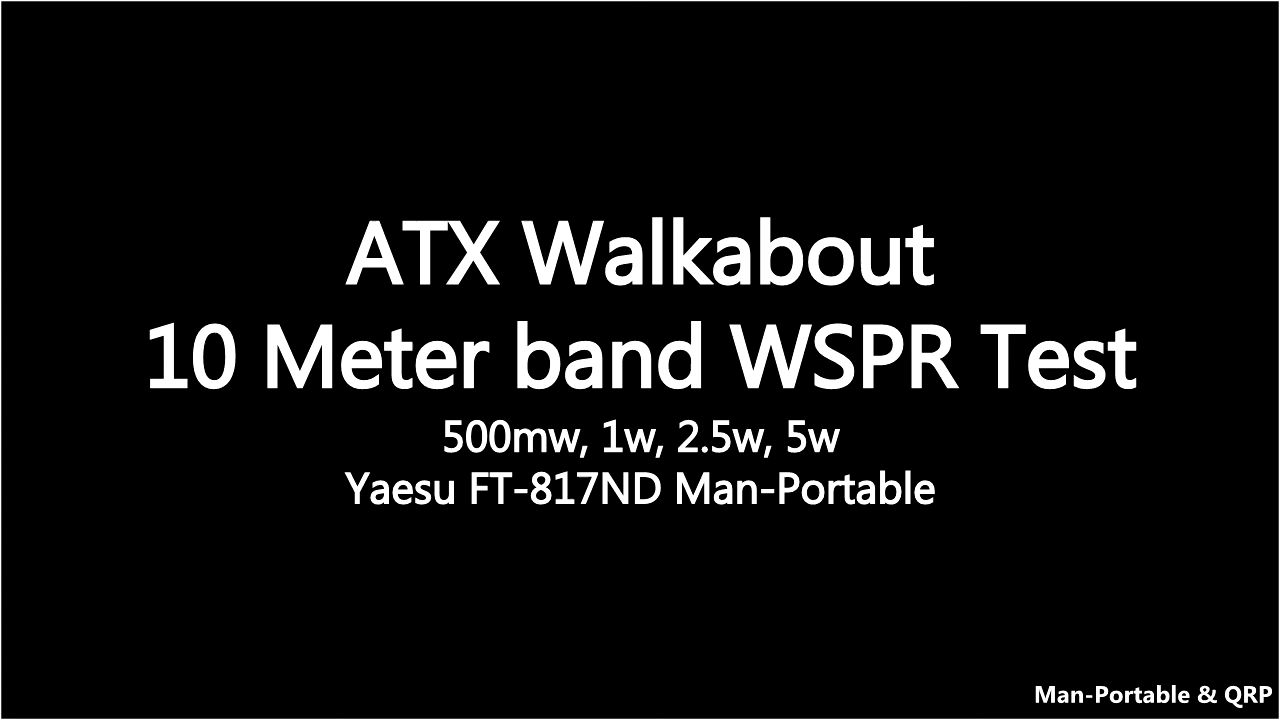 ATX Walkabout
10 Meter band WSPR Test
500mw, 1w, 2.5w, 5w
Yaesu FT-817ND Man-Portable
Man-Portable & QRP